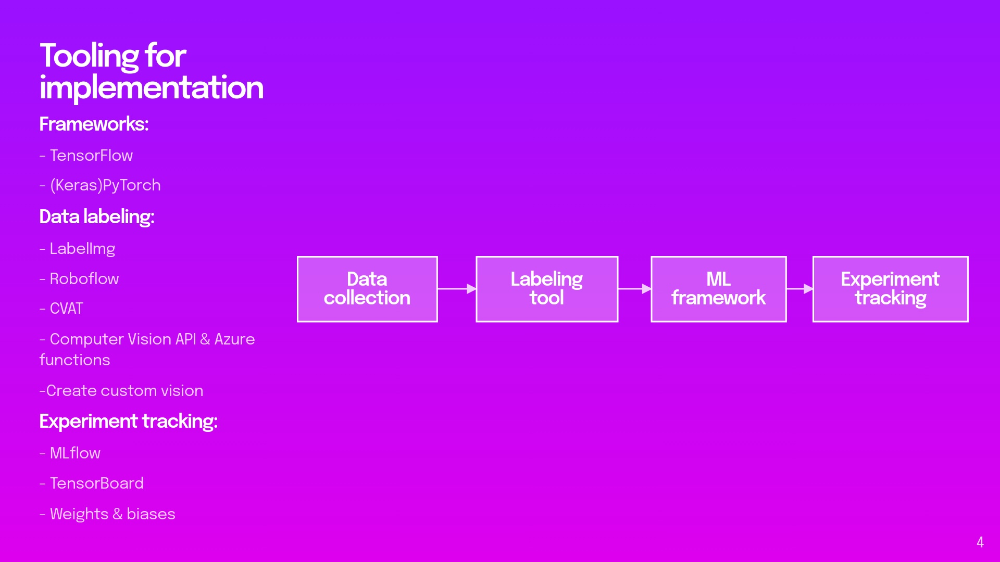 Tooling for
implementation
Frameworks:
- TensorFlow
- (Keras)PyTorch
Data labeling:
- LabelImg
- Roboflow
- CVAT
- Computer Vision API & Azure
functions
-Create custom vision
Experiment tracking:
- MLflow
- TensorBoard
- Weights & biases
Data
collection
Labeling
tool
ML
framework
Experiment
tracking
4